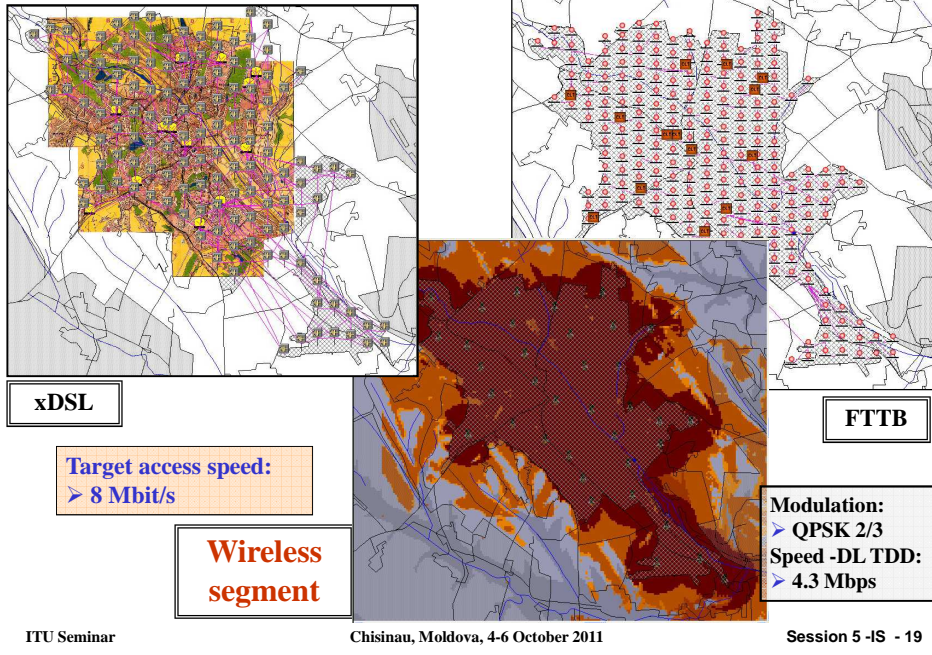 xDSL
FTTB
Target access speed:
➢ 8 Mbit/s
Wireless
segment
Modulation:
➢ QPSK 2/3
Speed -DL TDD:
➢ 4.3 Mbps
ITU Seminar
Chisinau, Moldova, 4-6 October 2011
Session 5 -IS - 19